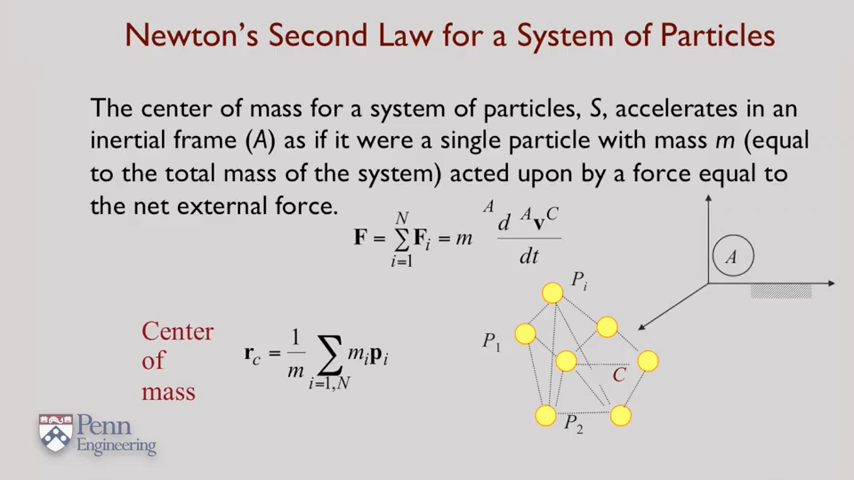 Newton's Second Law for a System of Particles
The center of mass for a system of particles, S, accelerates in an
inertial frame (A) as if it were a single particle with mass m (equal
to the total mass of the system) acted upon by a force equal to
the net external force.
F = ∑_{i=1}^{N} F_i = m ^A d ^A v^C / dt
A
P_i
P_1
C
P_2
Center
of
mass
r_c = 1/m ∑_{i=1,N} m_i p_i
Penn
Engineering